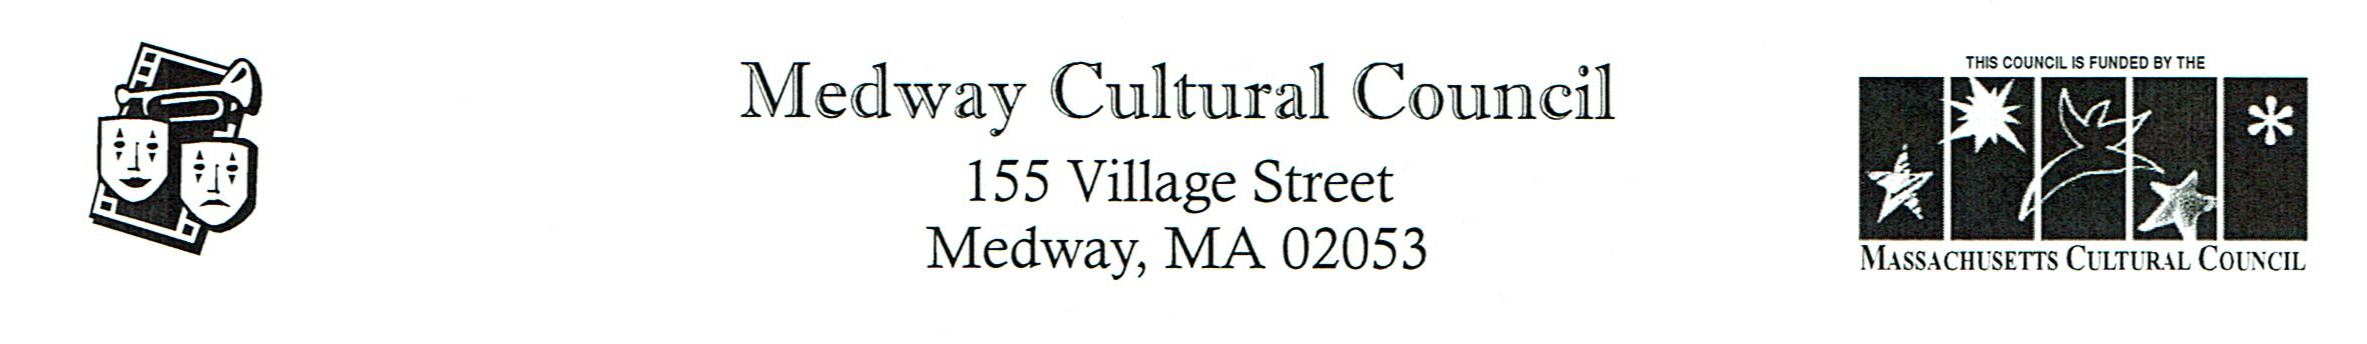 Medway Cultural Council
155 Village Street
Medway, MA 02053
THIS COUNCIL IS FUNDED BY THE
MASSACHUSETTS CULTURAL COUNCIL